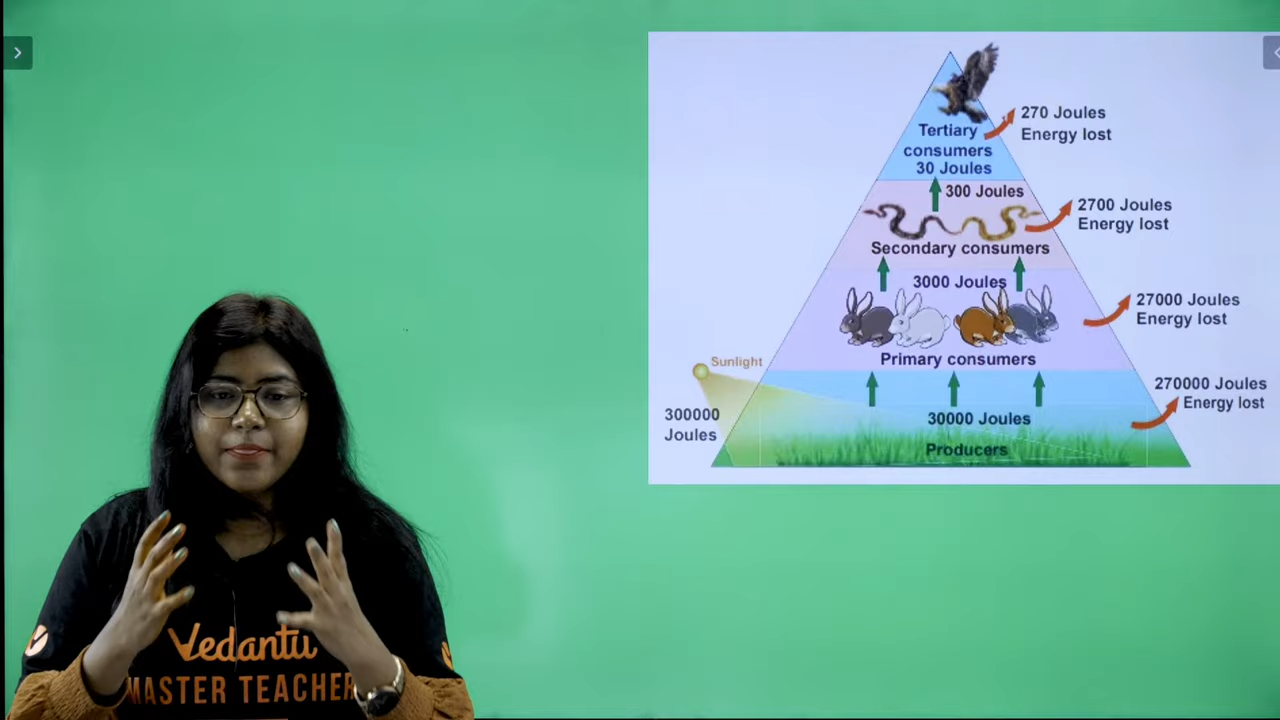 270 Joules
Energy lost
Tertiary
consumers
30 Joules
300 Joules
2700 Joules
Energy lost
Secondary consumers
3000 Joules
27000 Joules
Energy lost
Primary consumers
Sunlight
300000
Joules
270000 Joules
Energy lost
30000 Joules
Producers
Vedantu
MASTER TEACHER